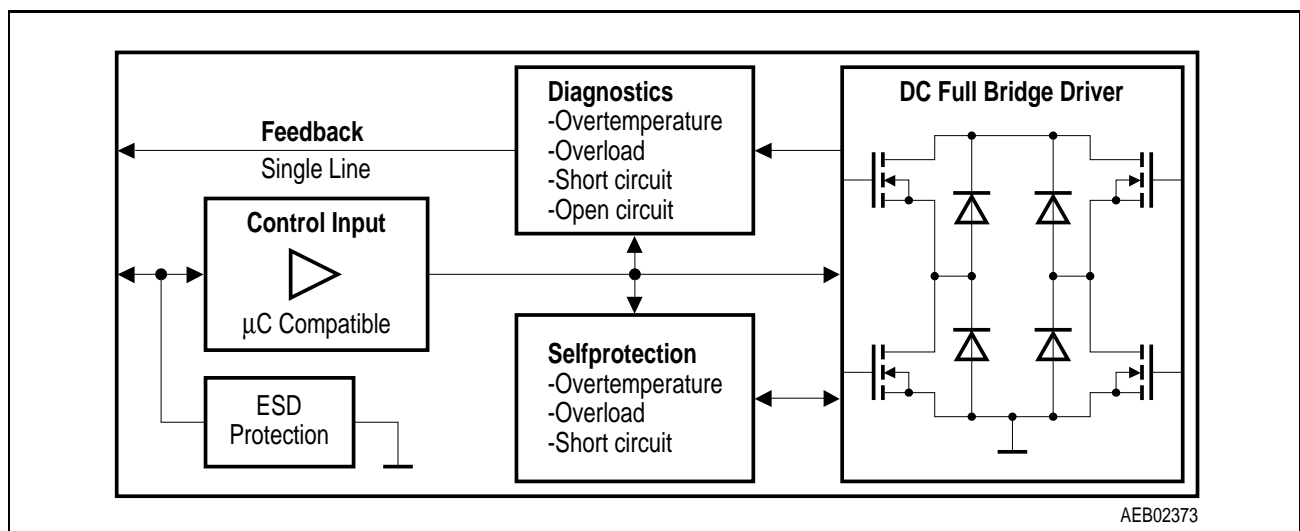 Feedback
Single Line
Control Input
μC Compatible
ESD
Protection
Diagnostics
-Overtemperature
-Overload
-Short circuit
-Open circuit
Selfprotection
-Overtemperature
-Overload
-Short circuit
DC Full Bridge Driver
AEB02373